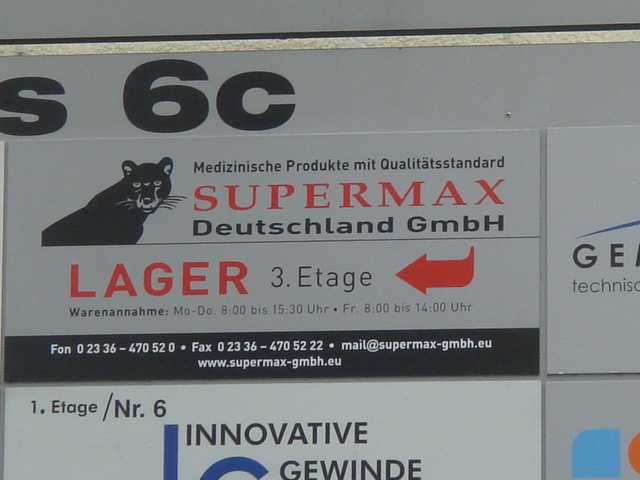 s 6c
Medizinische Produkte mit Qualitätsstandard
SUPERMAX
Deutschland GmbH
LAGER 3. Etage
Warenannahme: Mo-Do. 8:00 bis 15:30 Uhr • Fr. 8:00 bis 14:00 Uhr
Fon 0 23 36 – 470 52 0 • Fax 0 23 36 – 470 52 22 • mail@supermax-gmbh.eu
www.supermax-gmbh.eu
GEM
technisc
1. Etage / Nr. 6
INNOVATIVE
GEWINDE